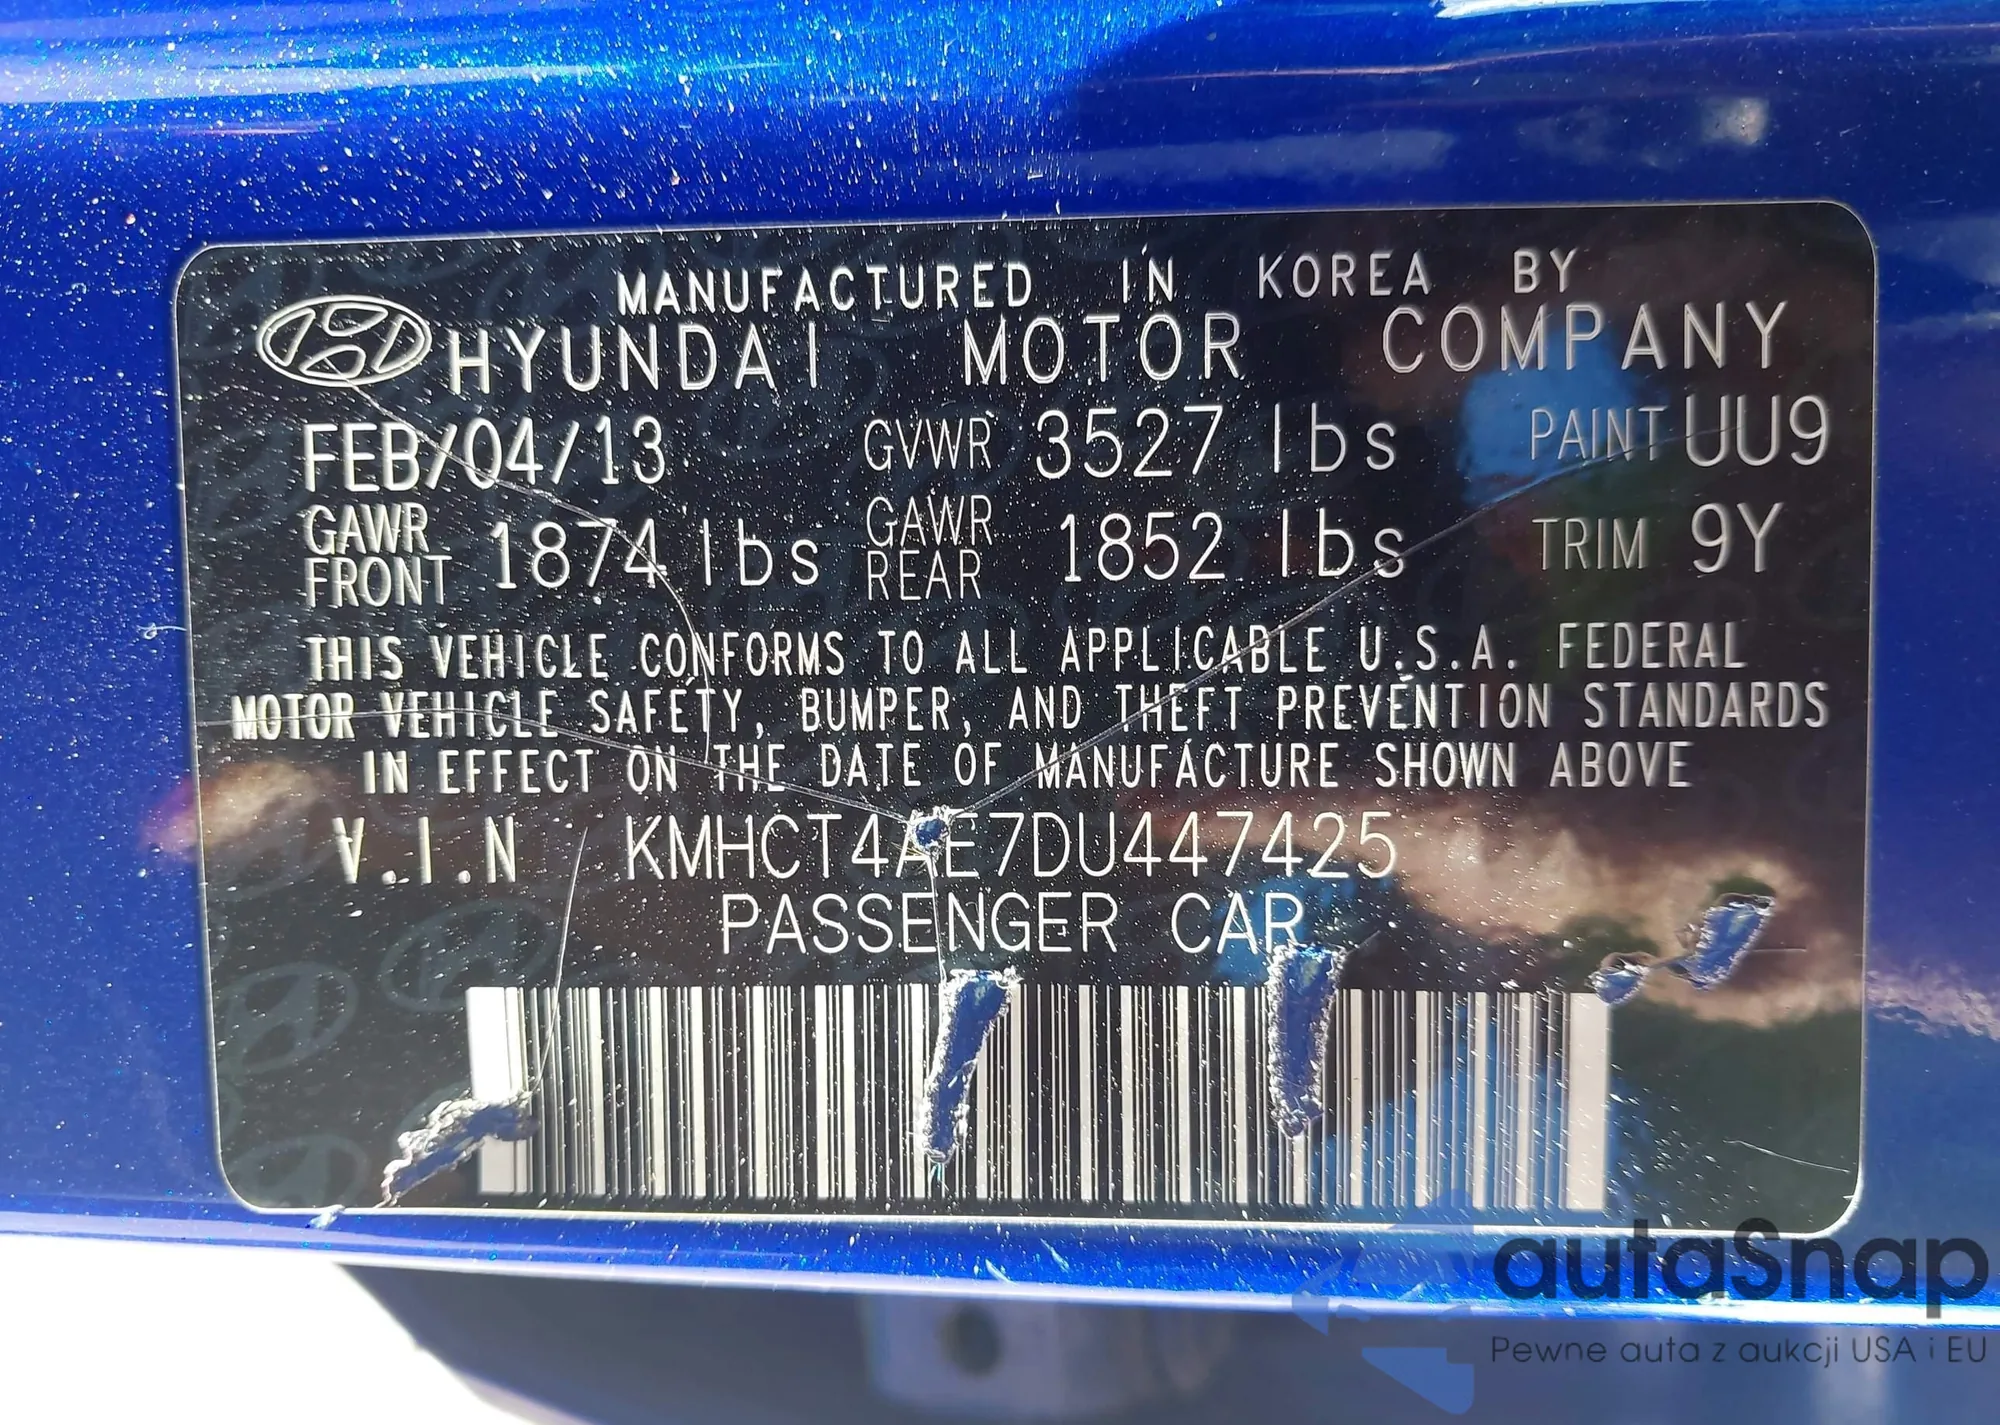 MANUFACTURED IN KOREA BY
HYUNDAI MOTOR COMPANY
FEB/04/13 GVWR 3527 lbs PAINT UU9
GAWR FRONT 1874 lbs GAWR REAR 1852 lbs TRIM 9Y
THIS VEHICLE CONFORMS TO ALL APPLICABLE U.S.A. FEDERAL
MOTOR VEHICLE SAFETY, BUMPER, AND THEFT PREVENTION STANDARDS
IN EFFECT ON THE DATE OF MANUFACTURE SHOWN ABOVE
V.I.N KMHCT4AE7DU447425
PASSENGER CAR
autaSnap
Pewne auta z aukcji USA i EU